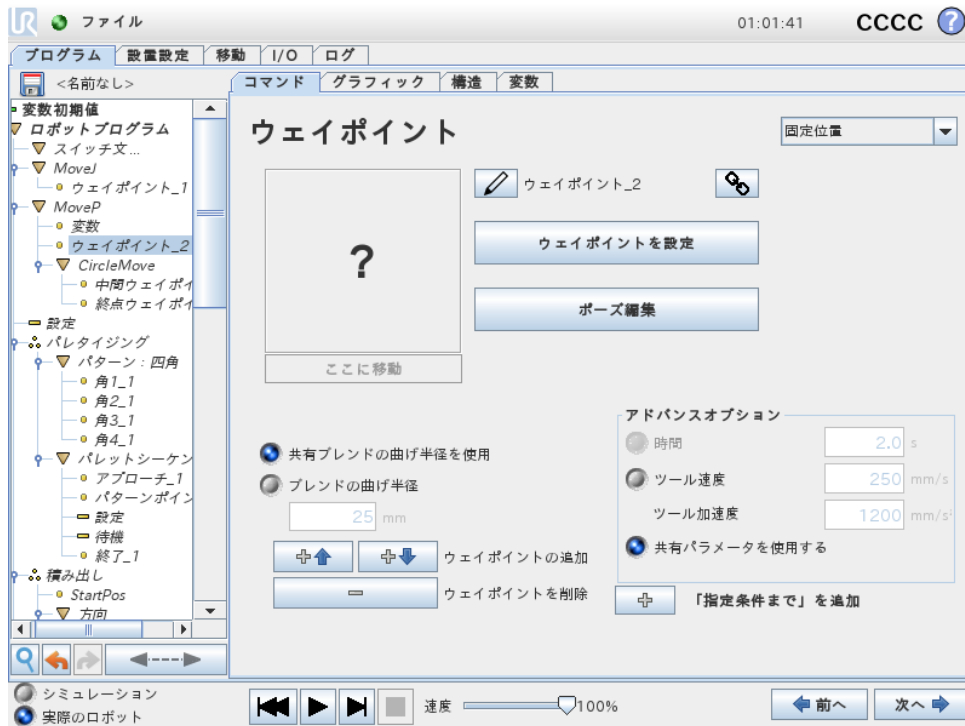 UR ファイル 01:01:41 CCCC ?
プログラム 設置設定 移動 I/O ログ
<名前なし>
コマンド グラフィック 構造 変数
変数初期値
ロボットプログラム
スイッチ文...
MoveJ
ウェイポイント_1
MoveP
変数
ウェイポイント_2
CircleMove
中間ウェイポイ
終点ウェイポイ
設定
パレタイジング
パターン：四角
角1_1
角2_1
角3_1
角4_1
パレットシーケン
アプローチ_1
パターンポイン
設定
待機
終了_1
積み出し
StartPos
方向
ウェイポイント
固定位置
?
ウェイポイント_2
ウェイポイントを設定
ポーズ編集
ここに移動
共有ブレンドの曲げ半径を使用
ブレンドの曲げ半径
25 mm
ウェイポイントの追加
ウェイポイントを削除
アドバンスオプション
時間 2.0 s
ツール速度 250 mm/s
ツール加速度 1200 mm/s²
共有パラメータを使用する
「指定条件まで」を追加
シミュレーション
実際のロボット
速度 100%
前へ 次へ